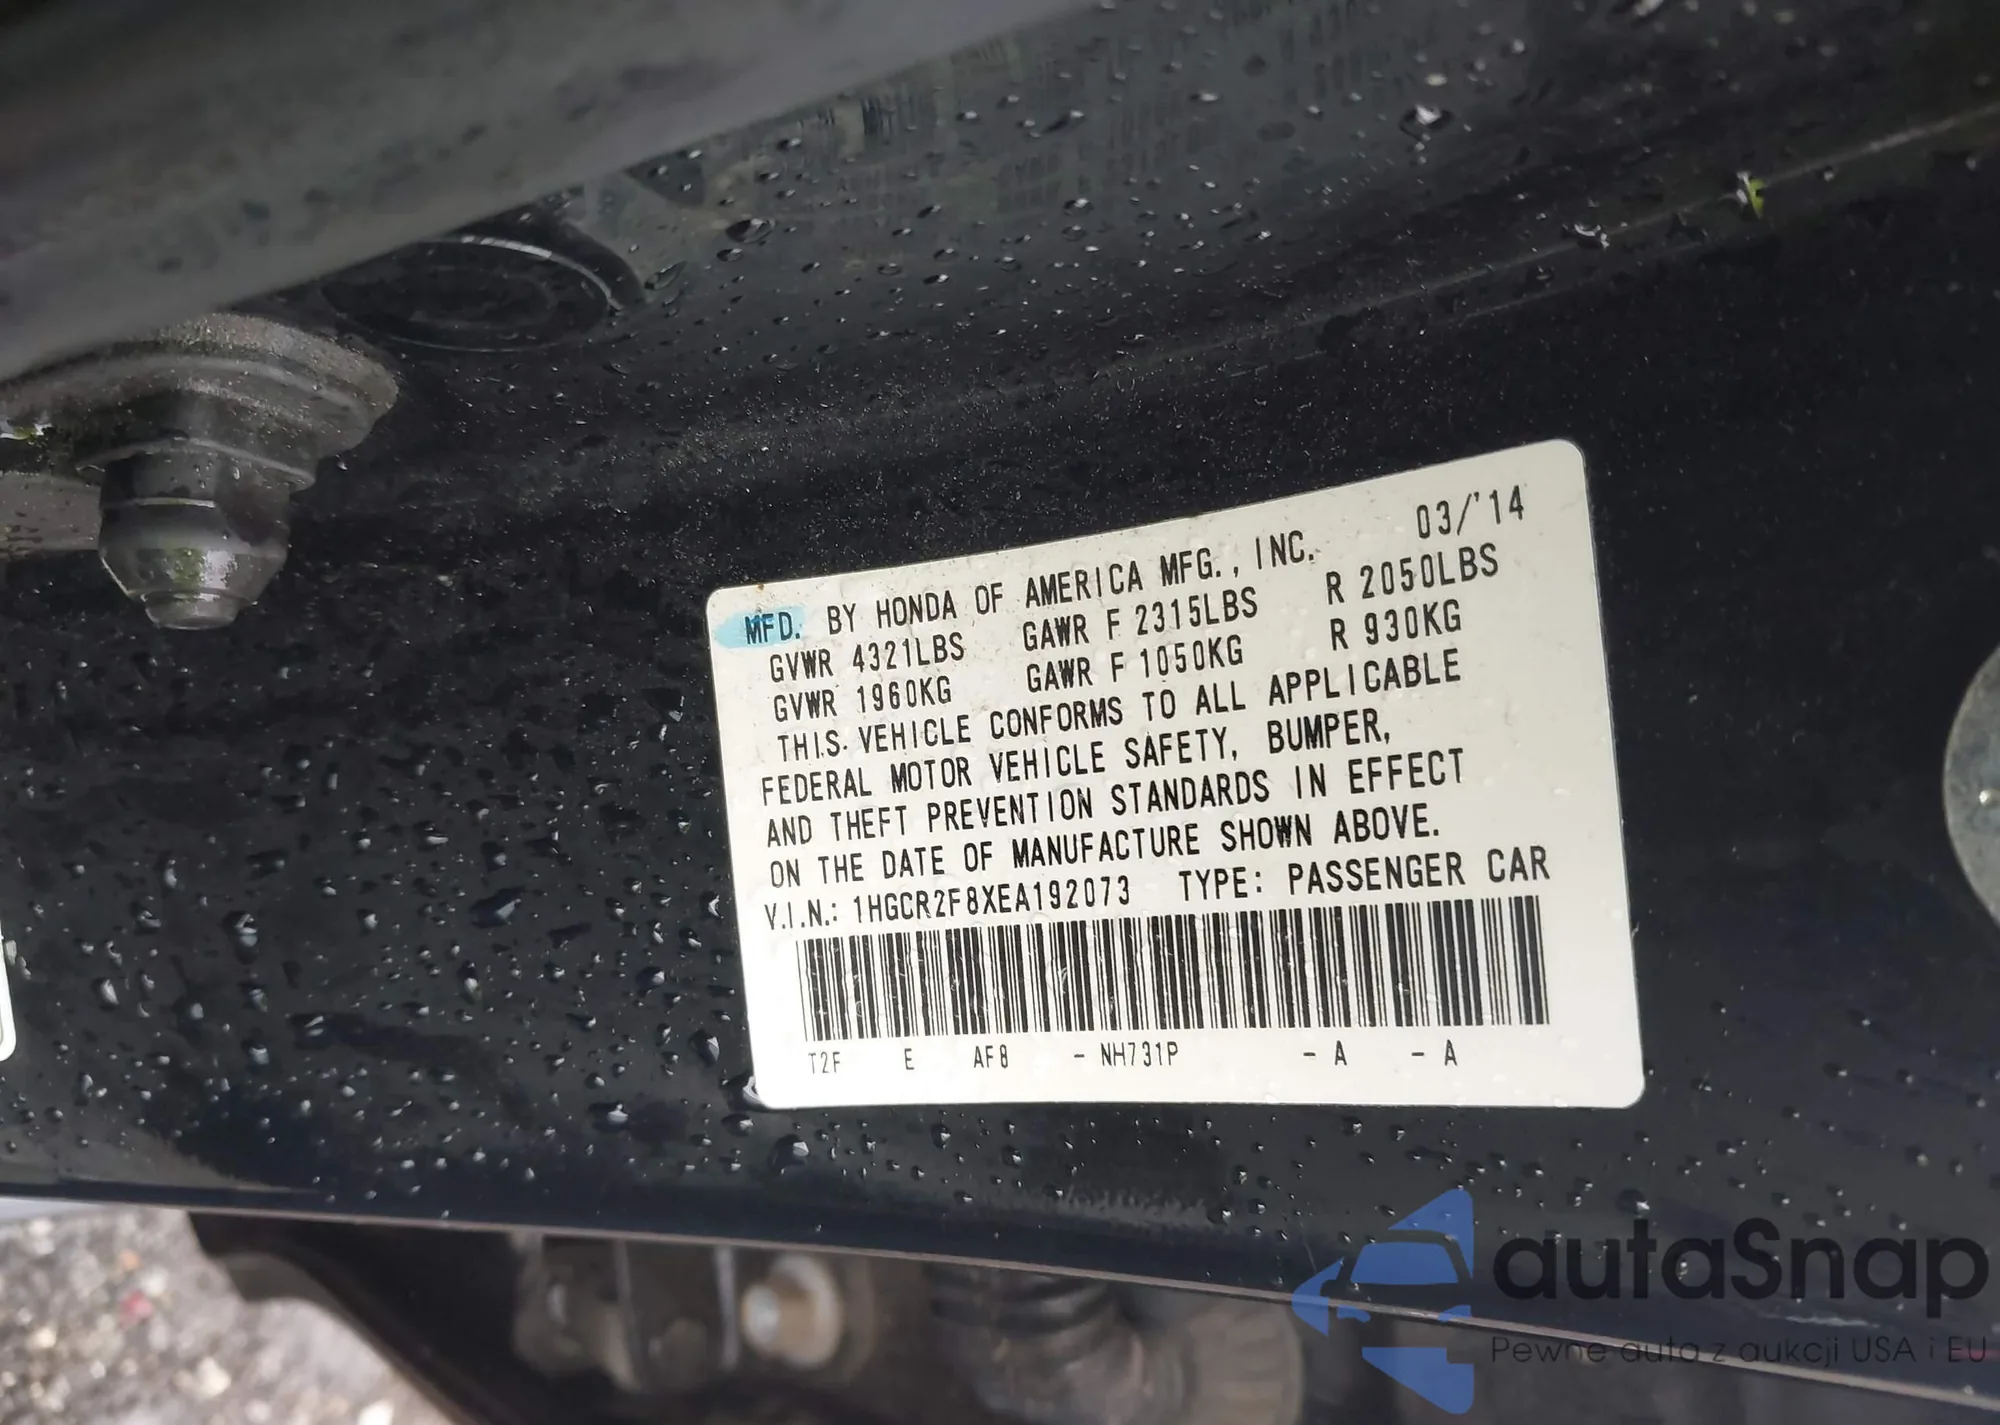 MFD. BY HONDA OF AMERICA MFG., INC. 03/'14
GVWR 4321LBS GAWR F 2315LBS R 2050LBS
GVWR 1960KG GAWR F 1050KG R 930KG
THIS VEHICLE CONFORMS TO ALL APPLICABLE
FEDERAL MOTOR VEHICLE SAFETY, BUMPER,
AND THEFT PREVENTION STANDARDS IN EFFECT
ON THE DATE OF MANUFACTURE SHOWN ABOVE.
V.I.N.: 1HGCR2F8XEA192073 TYPE: PASSENGER CAR
T2F E AF8 - NH731P - A - A
autaSnap
Pewne auta z aukcji USA i EU